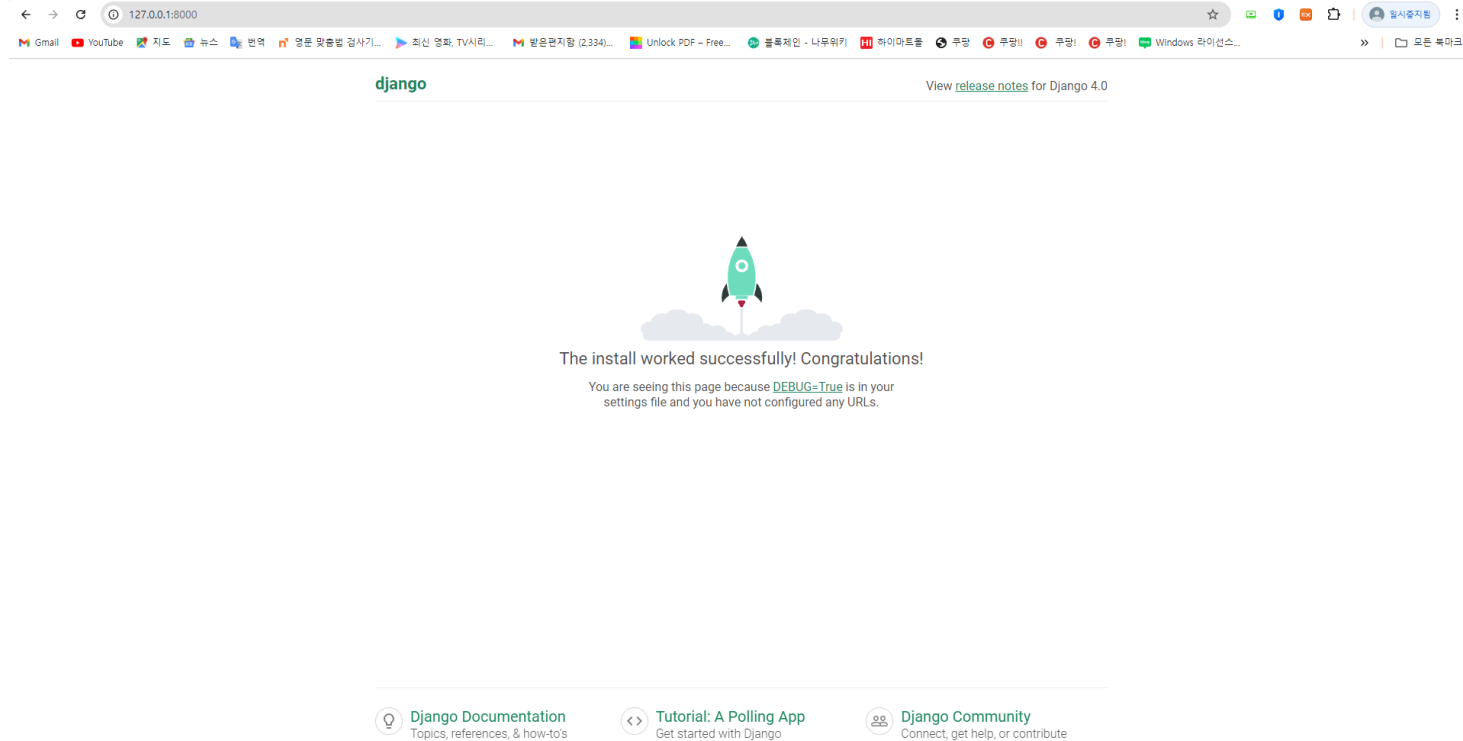 127.0.0.1:8000
일시중지됨
Gmail YouTube 지도 뉴스 번역 영문 맞춤법 검사기... 최신 영화, TV시리... 받은편지함 (2,334)... Unlock PDF – Free... 블록체인 - 나무위키 하이마트몰 쿠팡 쿠팡!! 쿠팡! 쿠팡! Windows 라이선스... » 모든 북마크
django
View release notes for Django 4.0
The install worked successfully! Congratulations!
You are seeing this page because DEBUG=True is in your
settings file and you have not configured any URLs.
Django Documentation
Topics, references, & how-to's
Tutorial: A Polling App
Get started with Django
Django Community
Connect, get help, or contribute